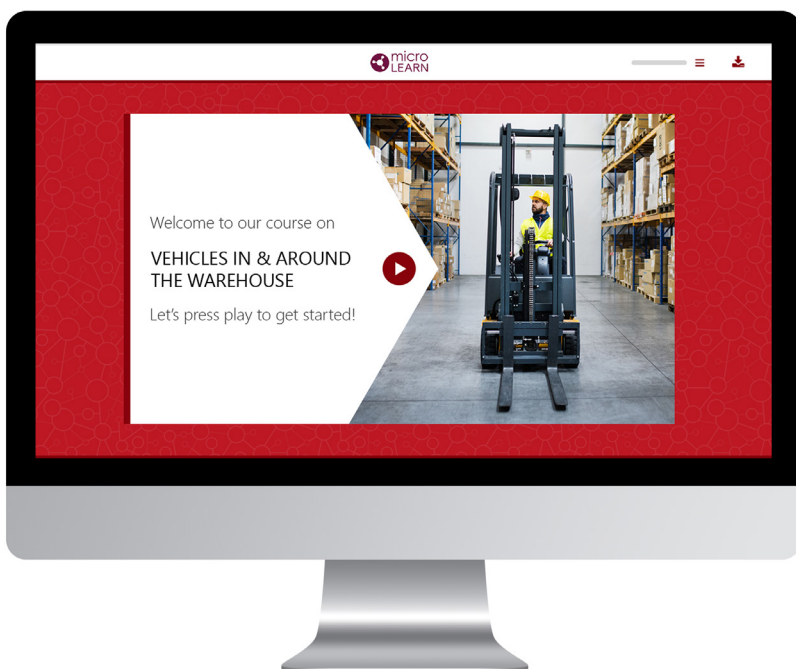 micro
LEARN
Welcome to our course on
VEHICLES IN & AROUND
THE WAREHOUSE
Let's press play to get started!